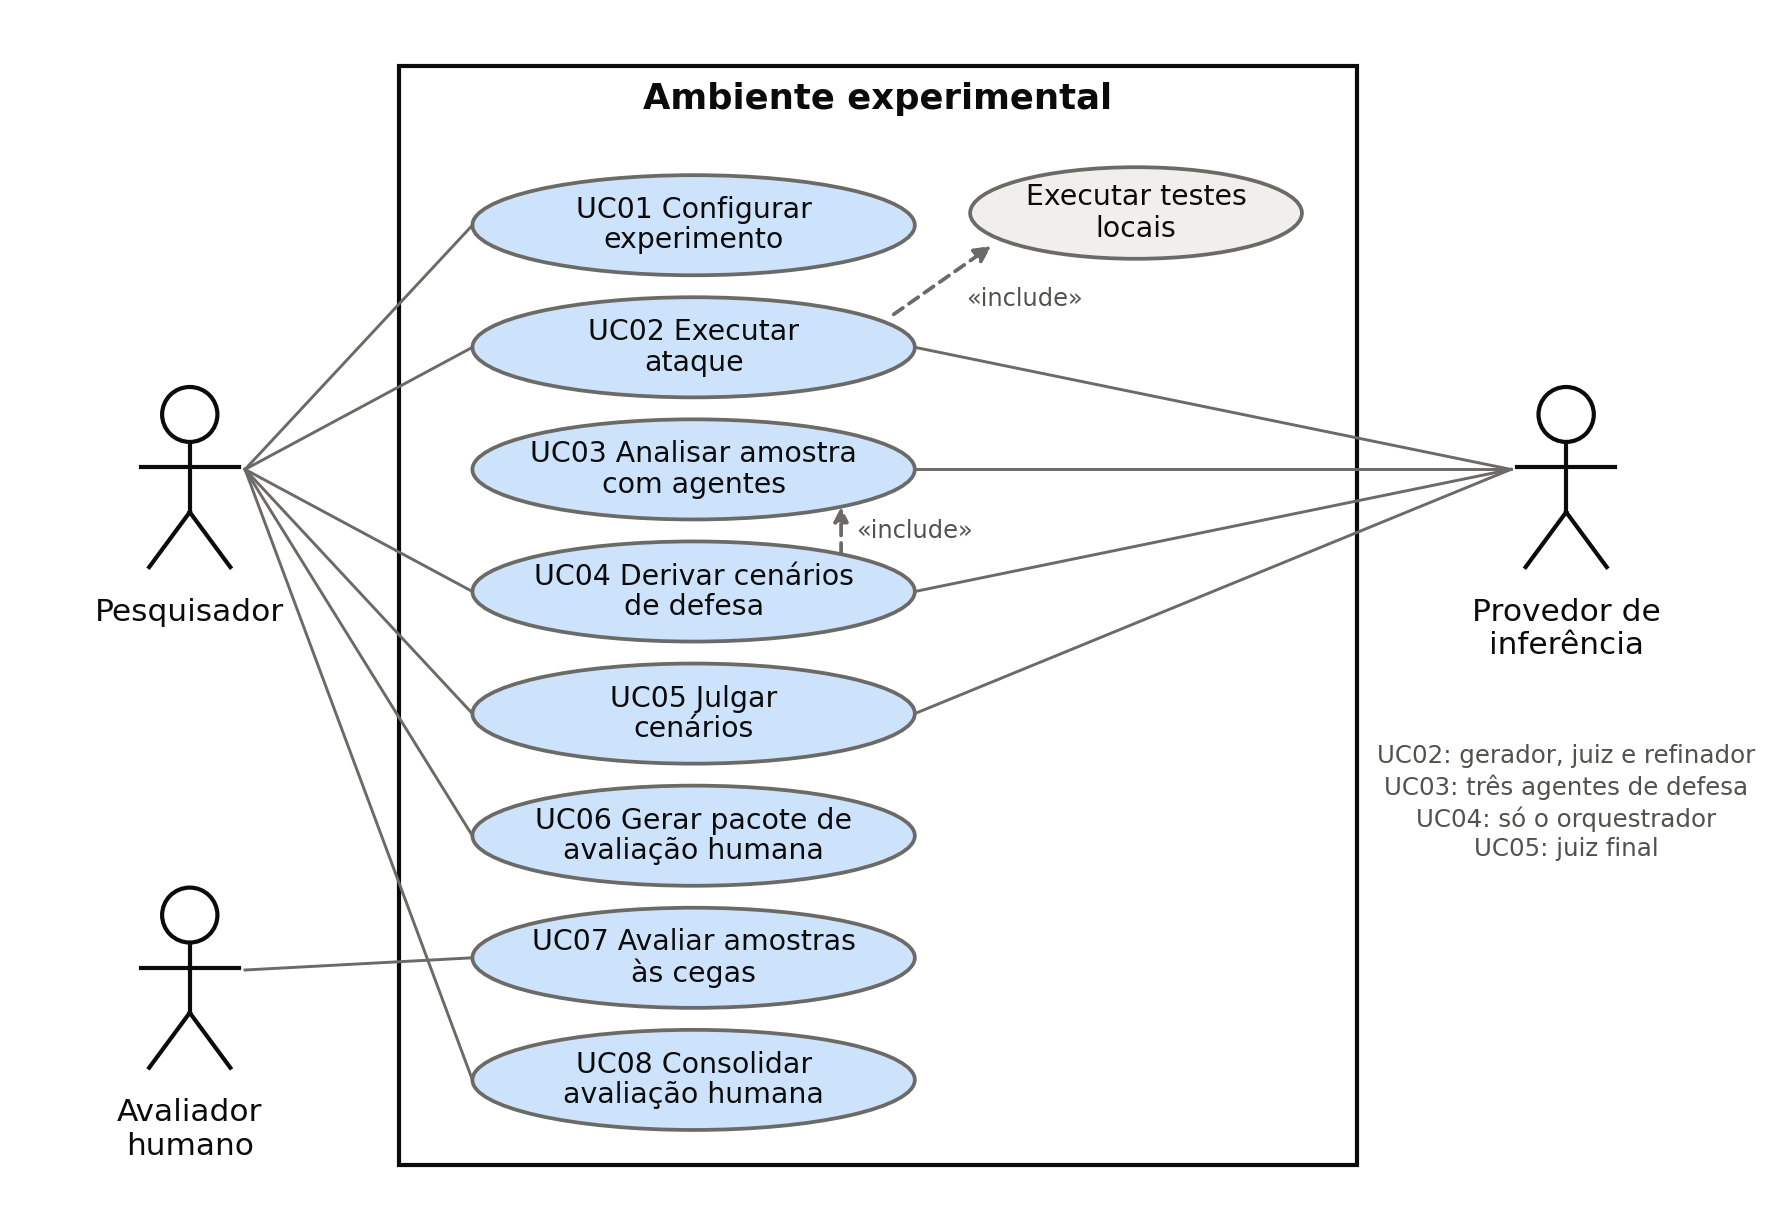 Ambiente experimental
UC01 Configurar
experimento
Executar testes
locais
«include»
UC02 Executar
ataque
UC03 Analisar amostra
com agentes
«include»
UC04 Derivar cenários
de defesa
Pesquisador
Provedor de
inferência
UC05 Julgar
cenários
UC02: gerador, juiz e refinador
UC03: três agentes de defesa
UC04: só o orquestrador
UC05: juiz final
UC06 Gerar pacote de
avaliação humana
UC07 Avaliar amostras
às cegas
UC08 Consolidar
avaliação humana
Avaliador
humano